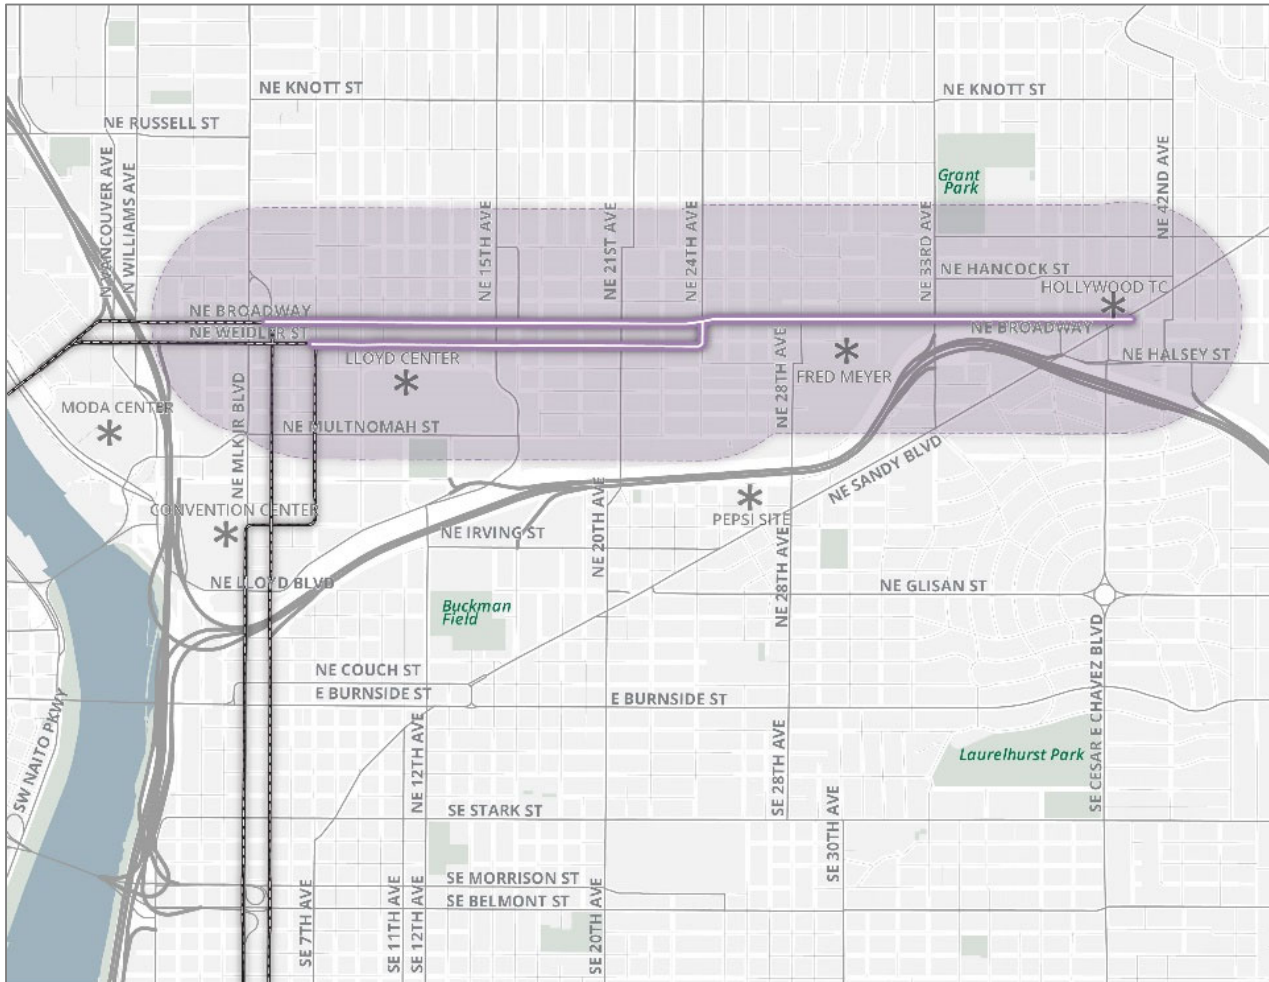 NE KNOTT ST
NE KNOTT ST
NE RUSSELL ST
N VANCOUVER AVE
N WILLIAMS AVE
Grant
Park
NE 42ND AVE
NE 15TH AVE
NE 21ST AVE
NE 24TH AVE
NE 33RD AVE
NE HANCOCK ST
HOLLYWOOD TC
NE BROADWAY
NE BROADWAY
NE WEIDLER ST
LLOYD CENTER
NE HALSEY ST
NE 28TH AVE
FRED MEYER
MODA CENTER
NE MLK JR BLVD
NE MULTNOMAH ST
NE SANDY BLVD
CONVENTION CENTER
PEPSI SITE
NE IRVING ST
NE 20TH AVE
NE 28TH AVE
NE LLOYD BLVD
NE GLISAN ST
Buckman
Field
NE COUCH ST
E BURNSIDE ST
E BURNSIDE ST
SW NAITO PKWY
NE 12TH AVE
SE 28TH AVE
Laurelhurst Park
SE CESAR E CHAVEZ BLVD
SE STARK ST
SE 30TH AVE
SE MORRISON ST
SE BELMONT ST
SE 7TH AVE
SE 11TH AVE
SE 12TH AVE
SE 20TH AVE